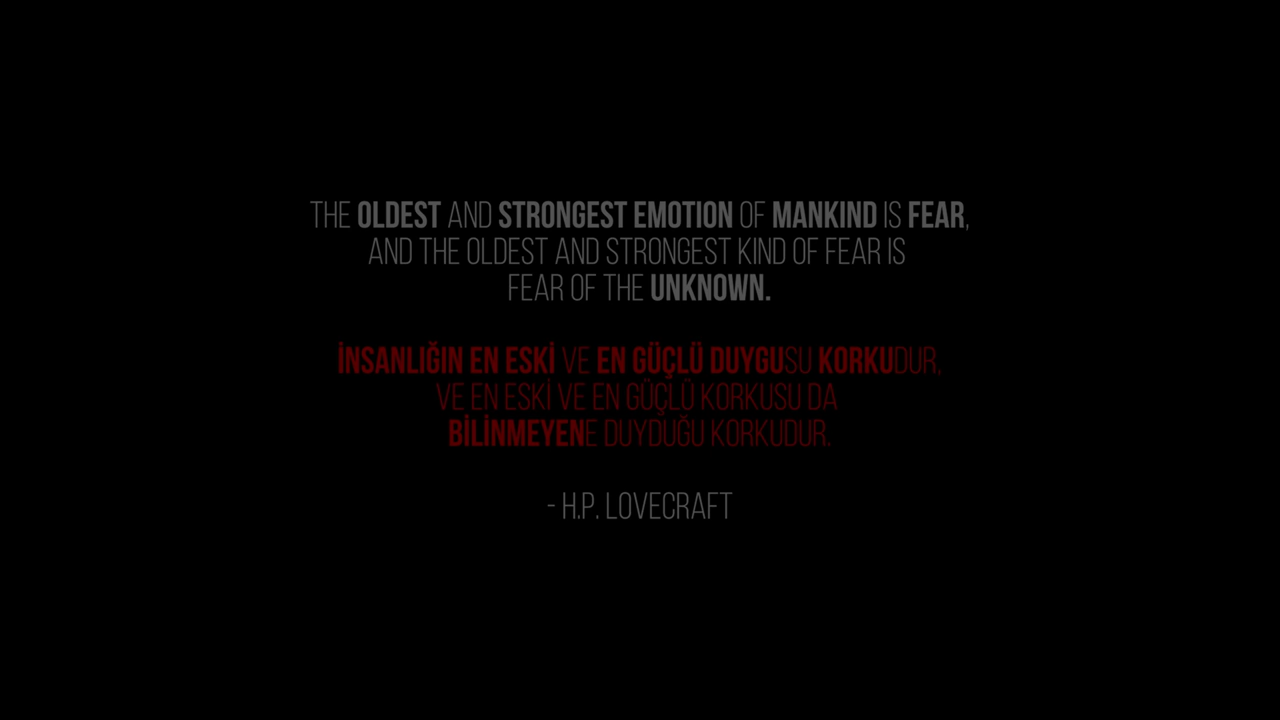 THE OLDEST AND STRONGEST EMOTION OF MANKIND IS FEAR,
AND THE OLDEST AND STRONGEST KIND OF FEAR IS
FEAR OF THE UNKNOWN.
İNSANLIĞIN EN ESKİ VE EN GÜÇLÜ DUYGUSU KORKUDUR,
VE EN ESKİ VE EN GÜÇLÜ KORKUSU DA
BİLİNMEYENE DUYDUĞU KORKUDUR.
- H.P. LOVECRAFT